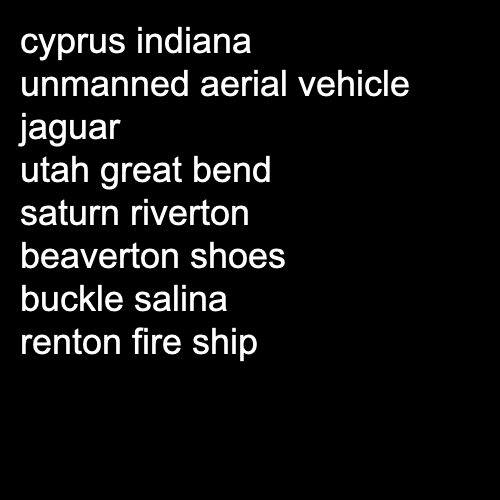 cyprus indiana
unmanned aerial vehicle
jaguar
utah great bend
saturn riverton
beaverton shoes
buckle salina
renton fire ship